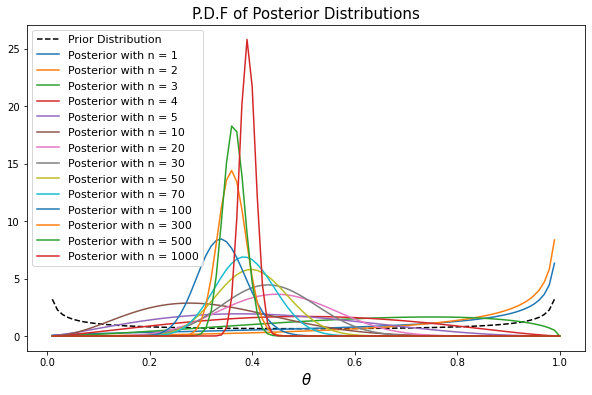 P.D.F of Posterior Distributions
Prior Distribution
Posterior with n = 1
Posterior with n = 2
Posterior with n = 3
Posterior with n = 4
Posterior with n = 5
Posterior with n = 10
Posterior with n = 20
Posterior with n = 30
Posterior with n = 50
Posterior with n = 70
Posterior with n = 100
Posterior with n = 300
Posterior with n = 500
Posterior with n = 1000
25
20
15
10
5
0
0.0 0.2 0.4 0.6 0.8 1.0
θ